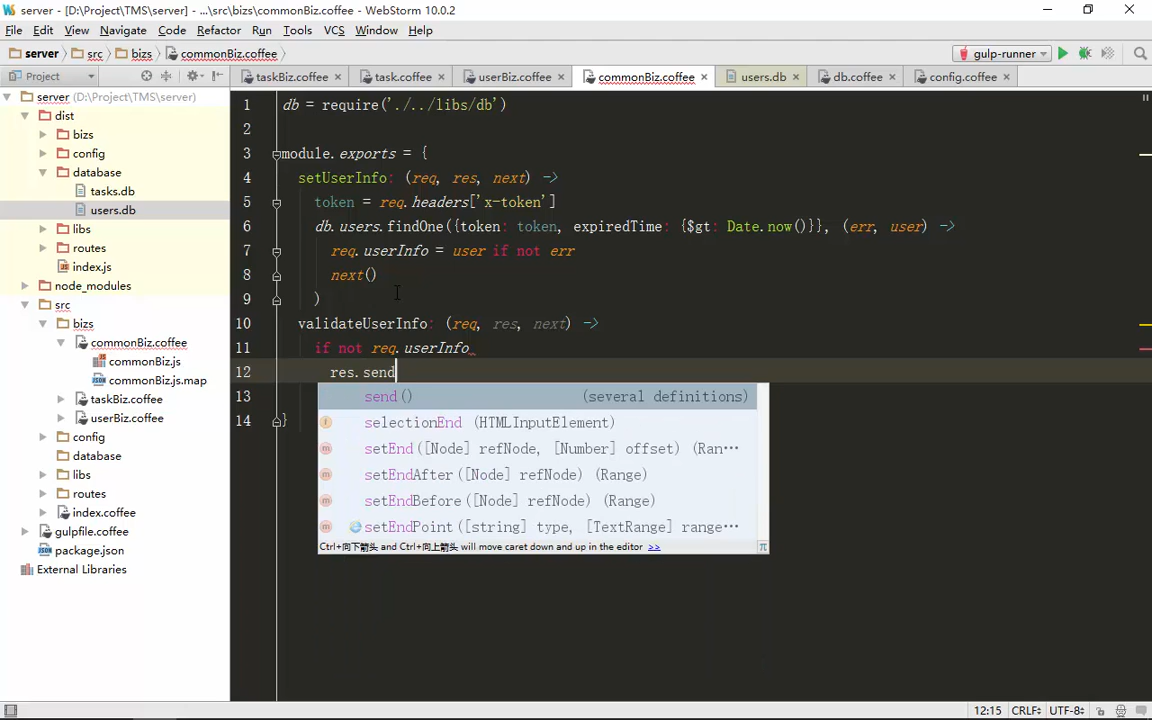 server - [D:\Project\TMS\server] - ...\src\bizs\commonBiz.coffee - WebStorm 10.0.2
File Edit View Navigate Code Refactor Run Tools VCS Window Help
server src bizs commonBiz.coffee gulp-runner
Project taskBiz.coffee task.coffee userBiz.coffee commonBiz.coffee users.db db.coffee config.coffee
server (D:\Project\TMS\server)
dist
bizs
config
database
tasks.db
users.db
libs
routes
index.js
node_modules
src
bizs
commonBiz.coffee
commonBiz.js
commonBiz.js.map
taskBiz.coffee
userBiz.coffee
config
database
libs
routes
index.coffee
gulpfile.coffee
package.json
External Libraries
1 db = require('./../libs/db')
2
3 module.exports = {
4 setUserInfo: (req, res, next) ->
5 token = req.headers['x-token']
6 db.users.findOne({token: token, expiredTime: {$gt: Date.now()}}, (err, user) ->
7 req.userInfo = user if not err
8 next()
9 )
10 validateUserInfo: (req, res, next) ->
11 if not req.userInfo
12 res.send
13
14 }
send() (several definitions)
selectionEnd (HTMLInputElement)
setEnd([Node] refNode, [Number] offset) (Ran…
setEndAfter([Node] refNode) (Range)
setEndBefore([Node] refNode) (Range)
setEndPoint([string] type, [TextRange] range…
Ctrl+向下箭头 and Ctrl+向上箭头 will move caret down and up in the editor >>
12:15 CRLF UTF-8